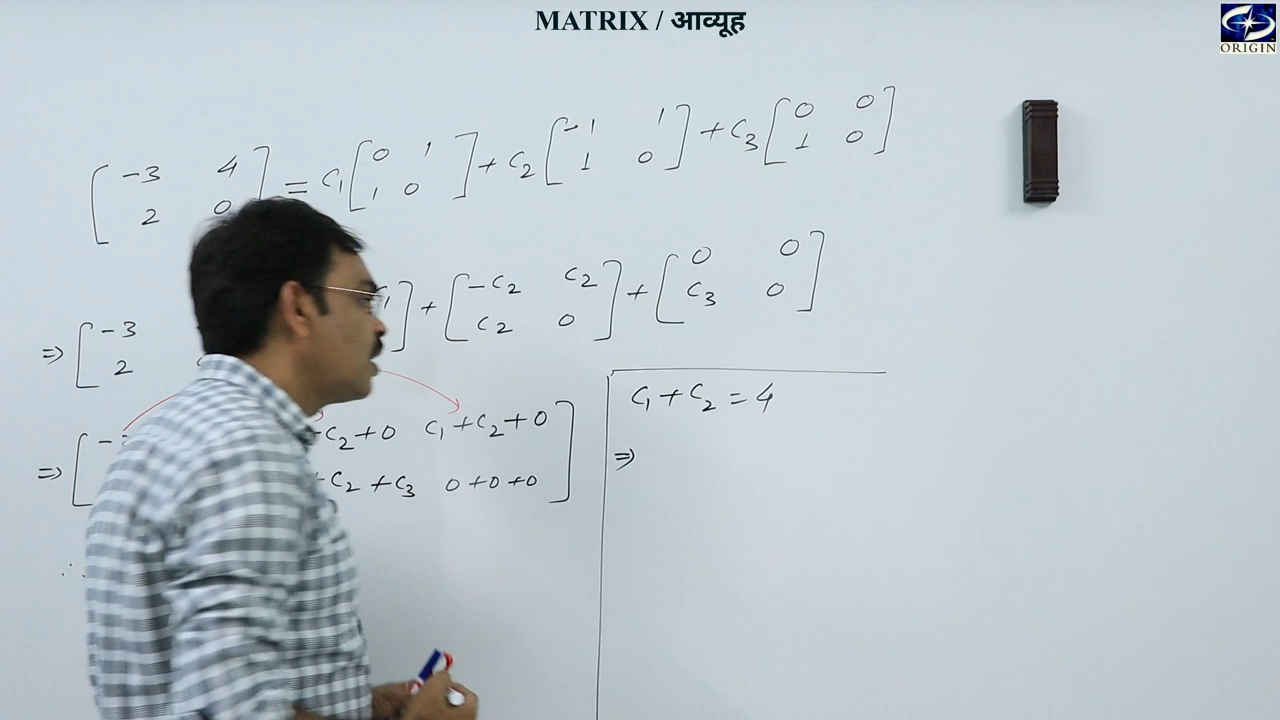 MATRIX / आव्यूह
ORIGIN
[-3 4 = C1 [0 1] + C2 [-1 1] + C3 [0 0]
2 0 1 0 1 0 1 0
⇒ [-3 1] + [-C2 C2] + [0 0]
2 C2 0 C3 0
C1 + C2 = 4
⇒ [- C2 + 0 C1 + C2 + 0]
⇒
C2 + C3 0 + 0 + 0